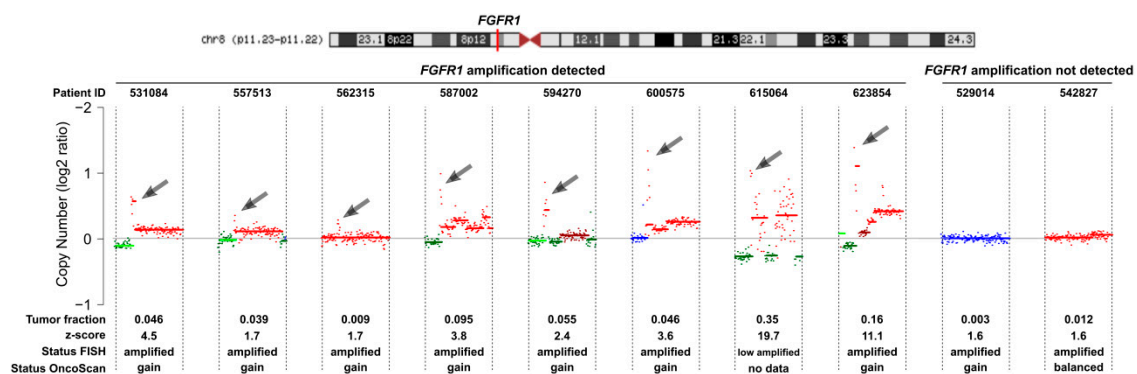 FGFR1
chr8 (p11.23-p11.22) 23.1 8p22 8p12 12.1 21.3 22.1 23.3 24.3
FGFR1 amplification detected FGFR1 amplification not detected
Patient ID 531084 557513 562315 587002 594270 600575 615064 623854 529014 542827
−2
1
0
−1
Copy Number (log2 ratio)
Tumor fraction 0.046 0.039 0.009 0.095 0.055 0.046 0.35 0.16 0.003 0.012
z-score 4.5 1.7 1.7 3.8 2.4 3.6 19.7 11.1 1.6 1.6
Status FISH amplified amplified amplified amplified amplified amplified low amplified amplified amplified amplified
Status OncoScan gain gain gain gain gain gain no data gain gain balanced